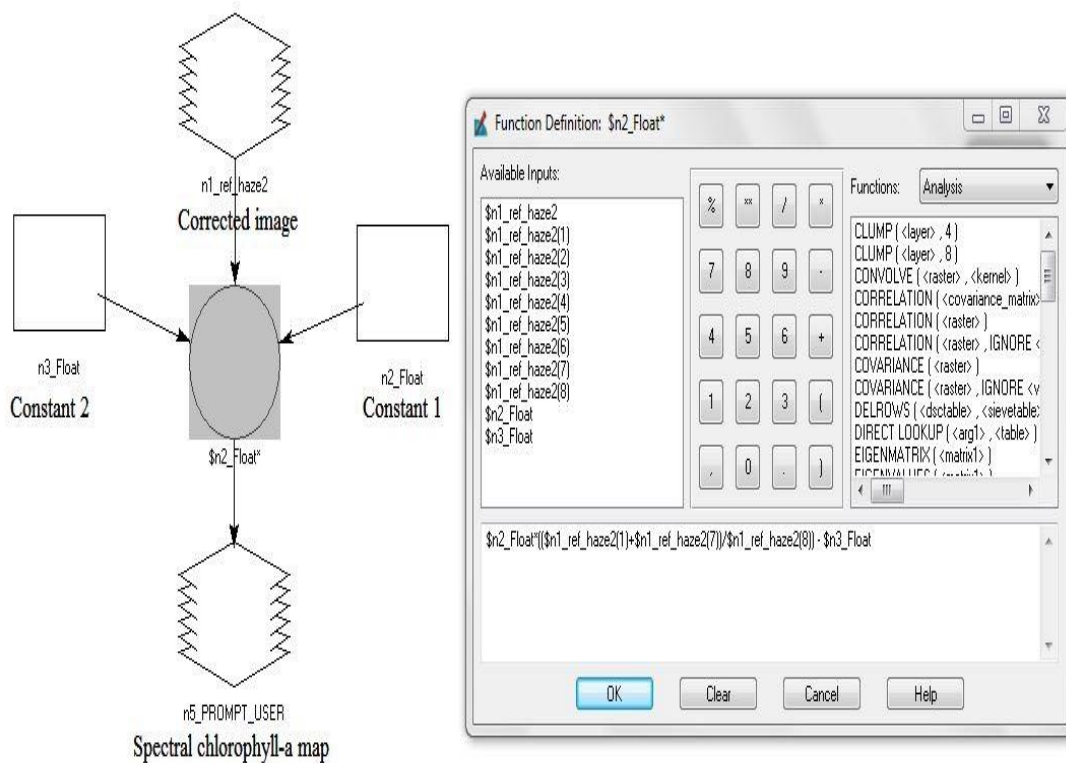 n1_ref_haze2
Corrected image
n3_Float
Constant 2
n2_Float
Constant 1
$n2_Float*
n5_PROMPT_USER
Spectral chlorophyll-a map
Function Definition: $n2_Float*
Available Inputs:
$n1_ref_haze2
$n1_ref_haze2(1)
$n1_ref_haze2(2)
$n1_ref_haze2(3)
$n1_ref_haze2(4)
$n1_ref_haze2(5)
$n1_ref_haze2(6)
$n1_ref_haze2(7)
$n1_ref_haze2(8)
$n2_Float
$n3_Float
% ** / *
7 8 9 -
4 5 6 +
1 2 3 (
, 0 . )
Functions: Analysis
CLUMP ( <layer> , 4 )
CLUMP ( <layer> , 8 )
CONVOLVE ( <raster> , <kernel> )
CORRELATION ( <covariance_matrix>
CORRELATION ( <raster> )
CORRELATION ( <raster> , IGNORE <
COVARIANCE ( <raster> )
COVARIANCE ( <raster> , IGNORE <v
DELROWS ( <dsctable> , <sievetable>
DIRECT LOOKUP ( <arg1> , <table> )
EIGENMATRIX ( <matrix1> )
EIGENVALUES ( <matrix1> )
$n2_Float*(($n1_ref_haze2(1)+$n1_ref_haze2(7))/$n1_ref_haze2(8)) - $n3_Float
OK Clear Cancel Help